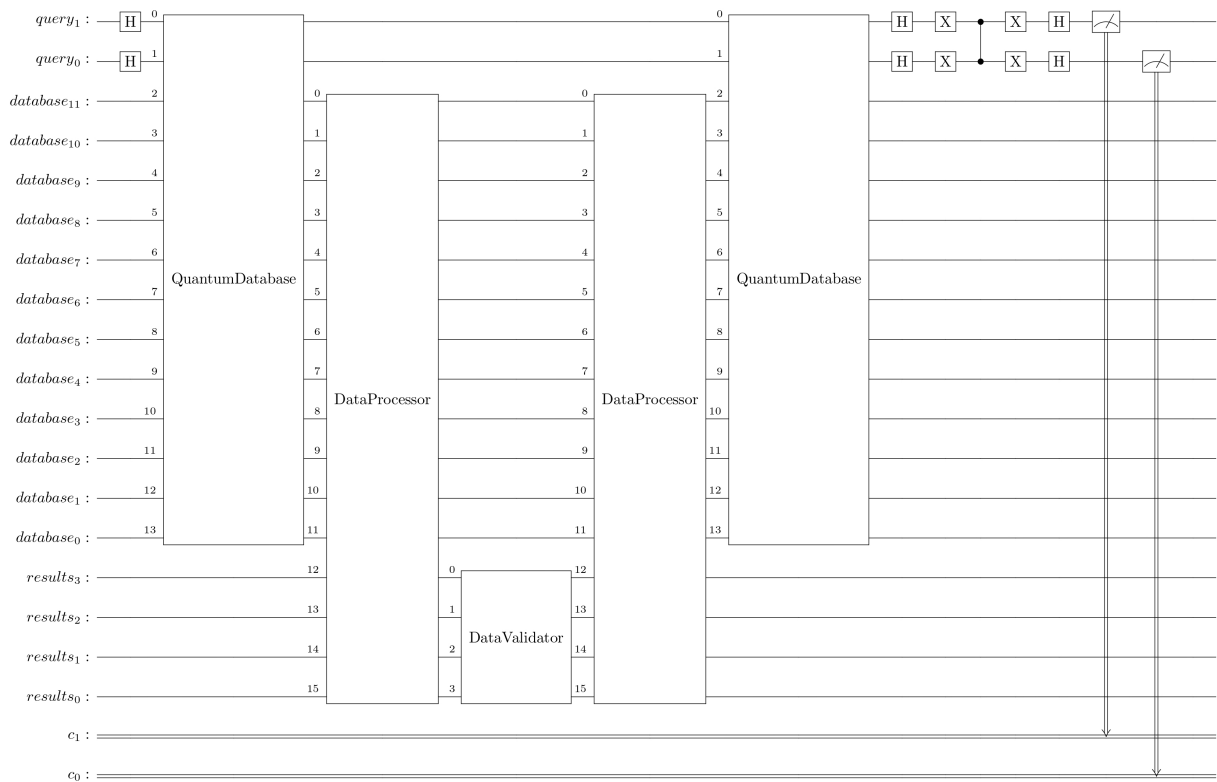 query₁ : H 0 0 H X X H
query₀ : H 1 1 H X X H
database₁₁ : 2 0 0 2
database₁₀ : 3 1 1 3
database₉ : 4 2 2 4
database₈ : 5 3 3 5
database₇ : 6 4 4 6
QuantumDatabase QuantumDatabase
database₆ : 7 5 5 7
database₅ : 8 6 6 8
database₄ : 9 7 7 9
DataProcessor DataProcessor
database₃ : 10 8 8 10
database₂ : 11 9 9 11
database₁ : 12 10 10 12
database₀ : 13 11 11 13
results₃ : 12 0 12
results₂ : 13 1 13
DataValidator
results₁ : 14 2 14
results₀ : 15 3 15
c₁ :
c₀ :